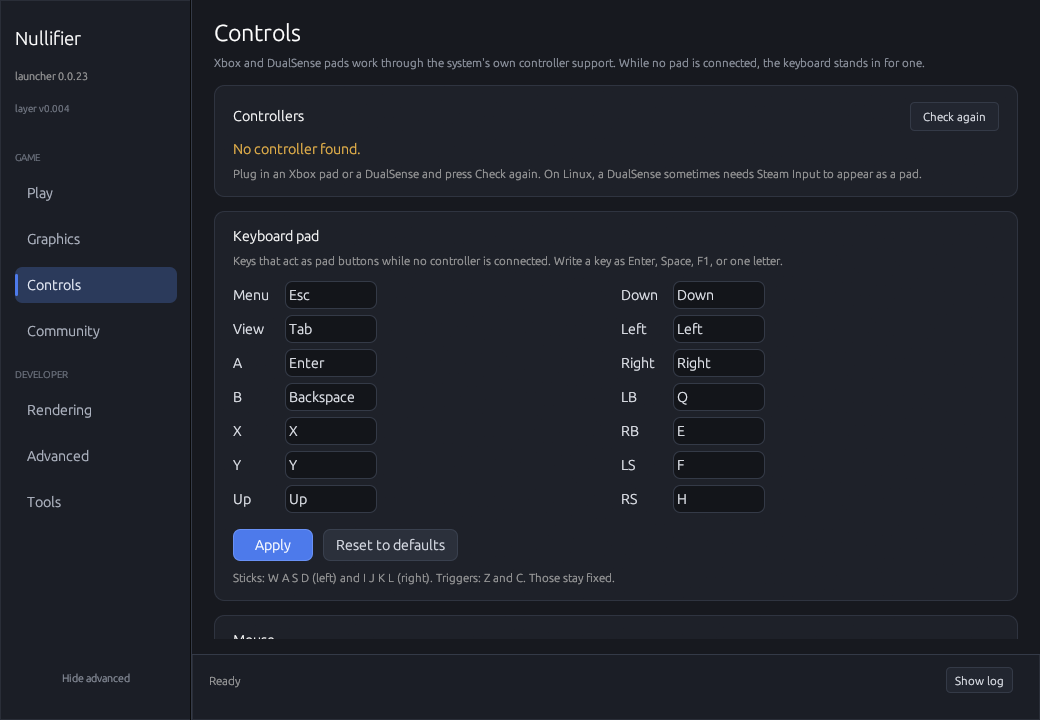 Nullifier
launcher 0.0.23
layer v0.004
GAME
Play
Graphics
Controls
Community
DEVELOPER
Rendering
Advanced
Tools
Hide advanced
Controls
Xbox and DualSense pads work through the system's own controller support. While no pad is connected, the keyboard stands in for one.
Controllers
Check again
No controller found.
Plug in an Xbox pad or a DualSense and press Check again. On Linux, a DualSense sometimes needs Steam Input to appear as a pad.
Keyboard pad
Keys that act as pad buttons while no controller is connected. Write a key as Enter, Space, F1, or one letter.
Menu Esc Down Down
View Tab Left Left
A Enter Right Right
B Backspace LB Q
X X RB E
Y Y LS F
Up Up RS H
Apply Reset to defaults
Sticks: W A S D (left) and I J K L (right). Triggers: Z and C. Those stay fixed.
Mouse
Ready Show log